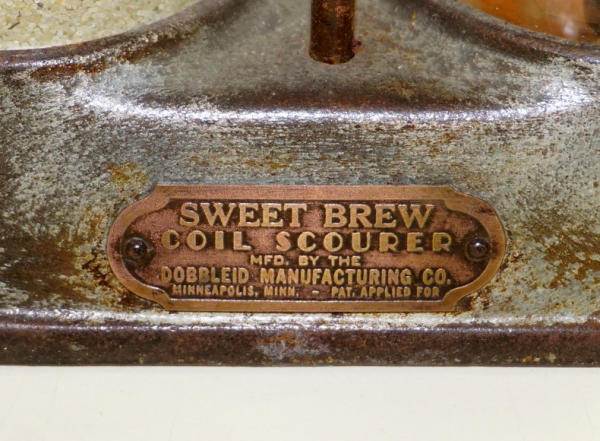 SWEET BREW
COIL SCOURER
MFD. BY THE
DOBBLEID MANUFACTURING CO.
MINNEAPOLIS, MINN. - PAT. APPLIED FOR